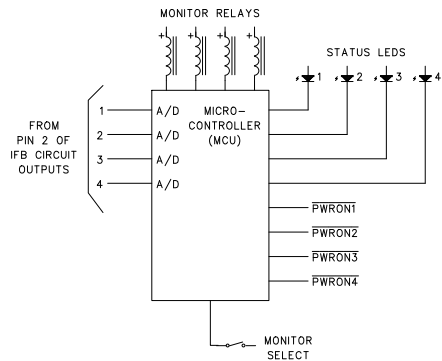 MONITOR RELAYS
+ + + +
STATUS LEDS
1 2 3 4
FROM
PIN 2 OF
IFB CIRCUIT
OUTPUTS
1 A/D
2 A/D
3 A/D
4 A/D
MICRO-
CONTROLLER
(MCU)
PWRON1
PWRON2
PWRON3
PWRON4
MONITOR
SELECT